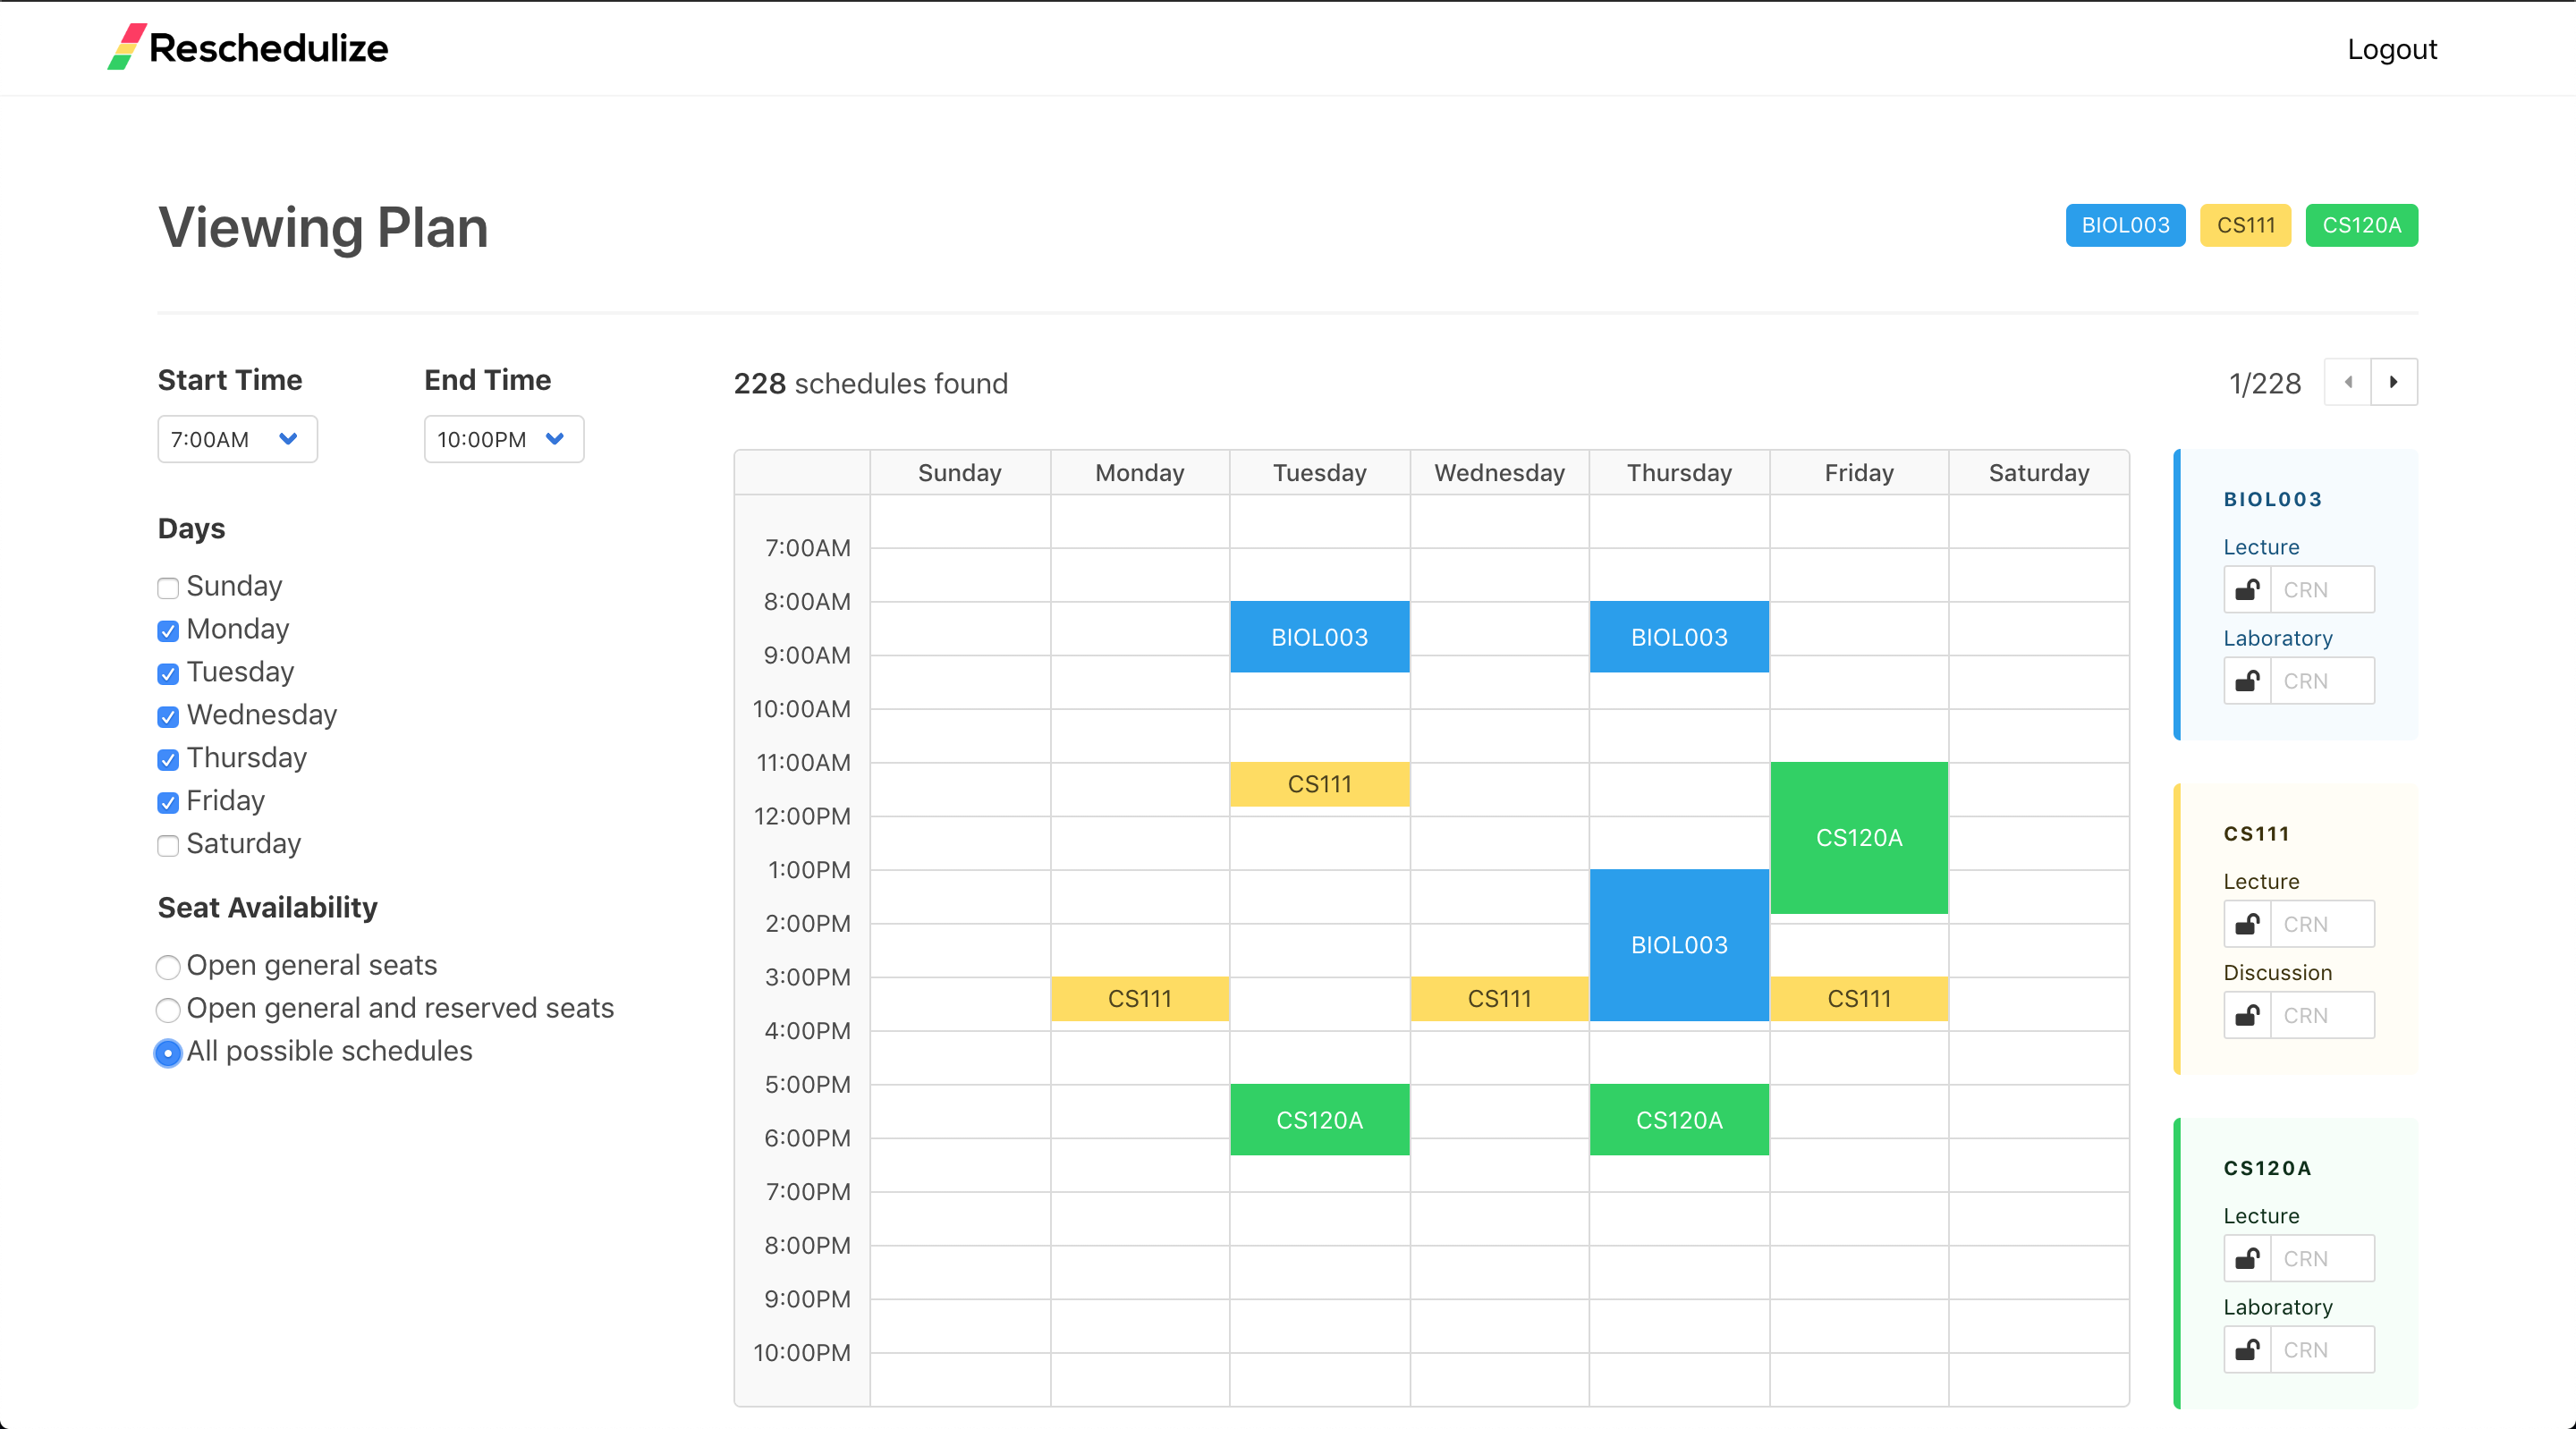 Reschedulize
Logout
Viewing Plan
BIOL003
CS111
CS120A
Start Time
End Time
7:00AM
10:00PM
Days
Sunday
Monday
Tuesday
Wednesday
Thursday
Friday
Saturday
Seat Availability
Open general seats
Open general and reserved seats
All possible schedules
228 schedules found
1/228
Sunday Monday Tuesday Wednesday Thursday Friday Saturday
7:00AM
8:00AM
BIOL003 BIOL003
9:00AM
10:00AM
11:00AM
CS111
12:00PM
CS120A
1:00PM
2:00PM
BIOL003
3:00PM
CS111 CS111 CS111
4:00PM
5:00PM
CS120A CS120A
6:00PM
7:00PM
8:00PM
9:00PM
10:00PM
BIOL003
Lecture
CRN
Laboratory
CRN
CS111
Lecture
CRN
Discussion
CRN
CS120A
Lecture
CRN
Laboratory
CRN